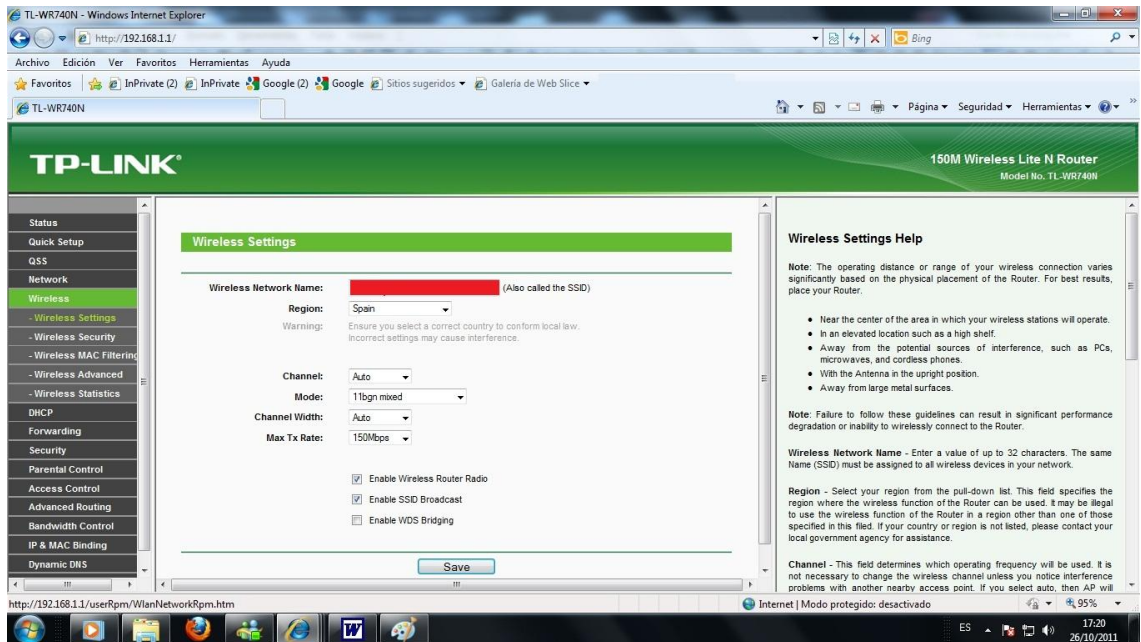 TL-WR740N - Windows Internet Explorer
http://192.168.1.1/
Bing
Archivo Edición Ver Favoritos Herramientas Ayuda
Favoritos InPrivate (2) InPrivate Google (2) Google Sitios sugeridos Galería de Web Slice
TL-WR740N
Página Seguridad Herramientas
TP-LINK®
150M Wireless Lite N Router
Model No. TL-WR740N
Status
Quick Setup
QSS
Network
Wireless
- Wireless Settings
- Wireless Security
- Wireless MAC Filtering
- Wireless Advanced
- Wireless Statistics
DHCP
Forwarding
Security
Parental Control
Access Control
Advanced Routing
Bandwidth Control
IP & MAC Binding
Dynamic DNS
Wireless Settings
Wireless Network Name: (Also called the SSID)
Region: Spain
Warning: Ensure you select a correct country to conform local law.
Incorrect settings may cause interference.
Channel: Auto
Mode: 11bgn mixed
Channel Width: Auto
Max Tx Rate: 150Mbps
Enable Wireless Router Radio
Enable SSID Broadcast
Enable WDS Bridging
Save
Wireless Settings Help
Note: The operating distance or range of your wireless connection varies
significantly based on the physical placement of the Router. For best results,
place your Router.
Near the center of the area in which your wireless stations will operate.
In an elevated location such as a high shelf.
Away from the potential sources of interference, such as PCs,
microwaves, and cordless phones.
With the Antenna in the upright position.
Away from large metal surfaces.
Note: Failure to follow these guidelines can result in significant performance
degradation or inability to wirelessly connect to the Router.
Wireless Network Name - Enter a value of up to 32 characters. The same
Name (SSID) must be assigned to all wireless devices in your network.
Region - Select your region from the pull-down list. This field specifies the
region where the wireless function of the Router can be used. It may be illegal
to use the wireless function of the Router in a region other than one of those
specified in this filed. If your country or region is not listed, please contact your
local government agency for assistance.
Channel - This field determines which operating frequency will be used. It is
not necessary to change the wireless channel unless you notice interference
problems with another nearby access point. If you select auto, then AP will
http://192.168.1.1/userRpm/WlanNetworkRpm.htm
Internet | Modo protegido: desactivado
95%
ES
17:20
26/10/2011